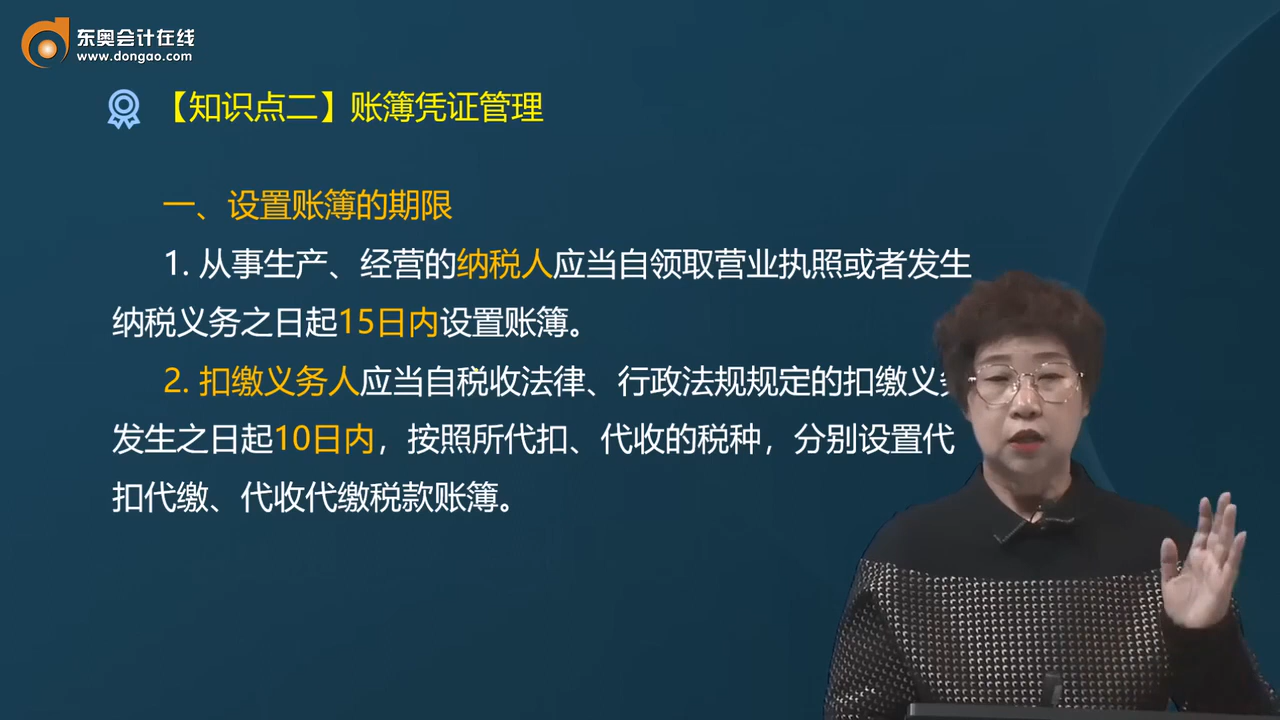 东奥会计在线
www.dongao.com
【知识点二】账簿凭证管理
一、设置账簿的期限
1. 从事生产、经营的纳税人应当自领取营业执照或者发生
纳税义务之日起15日内设置账簿。
2. 扣缴义务人应当自税收法律、行政法规规定的扣缴义
发生之日起10日内，按照所代扣、代收的税种，分别设置代
扣代缴、代收代缴税款账簿。